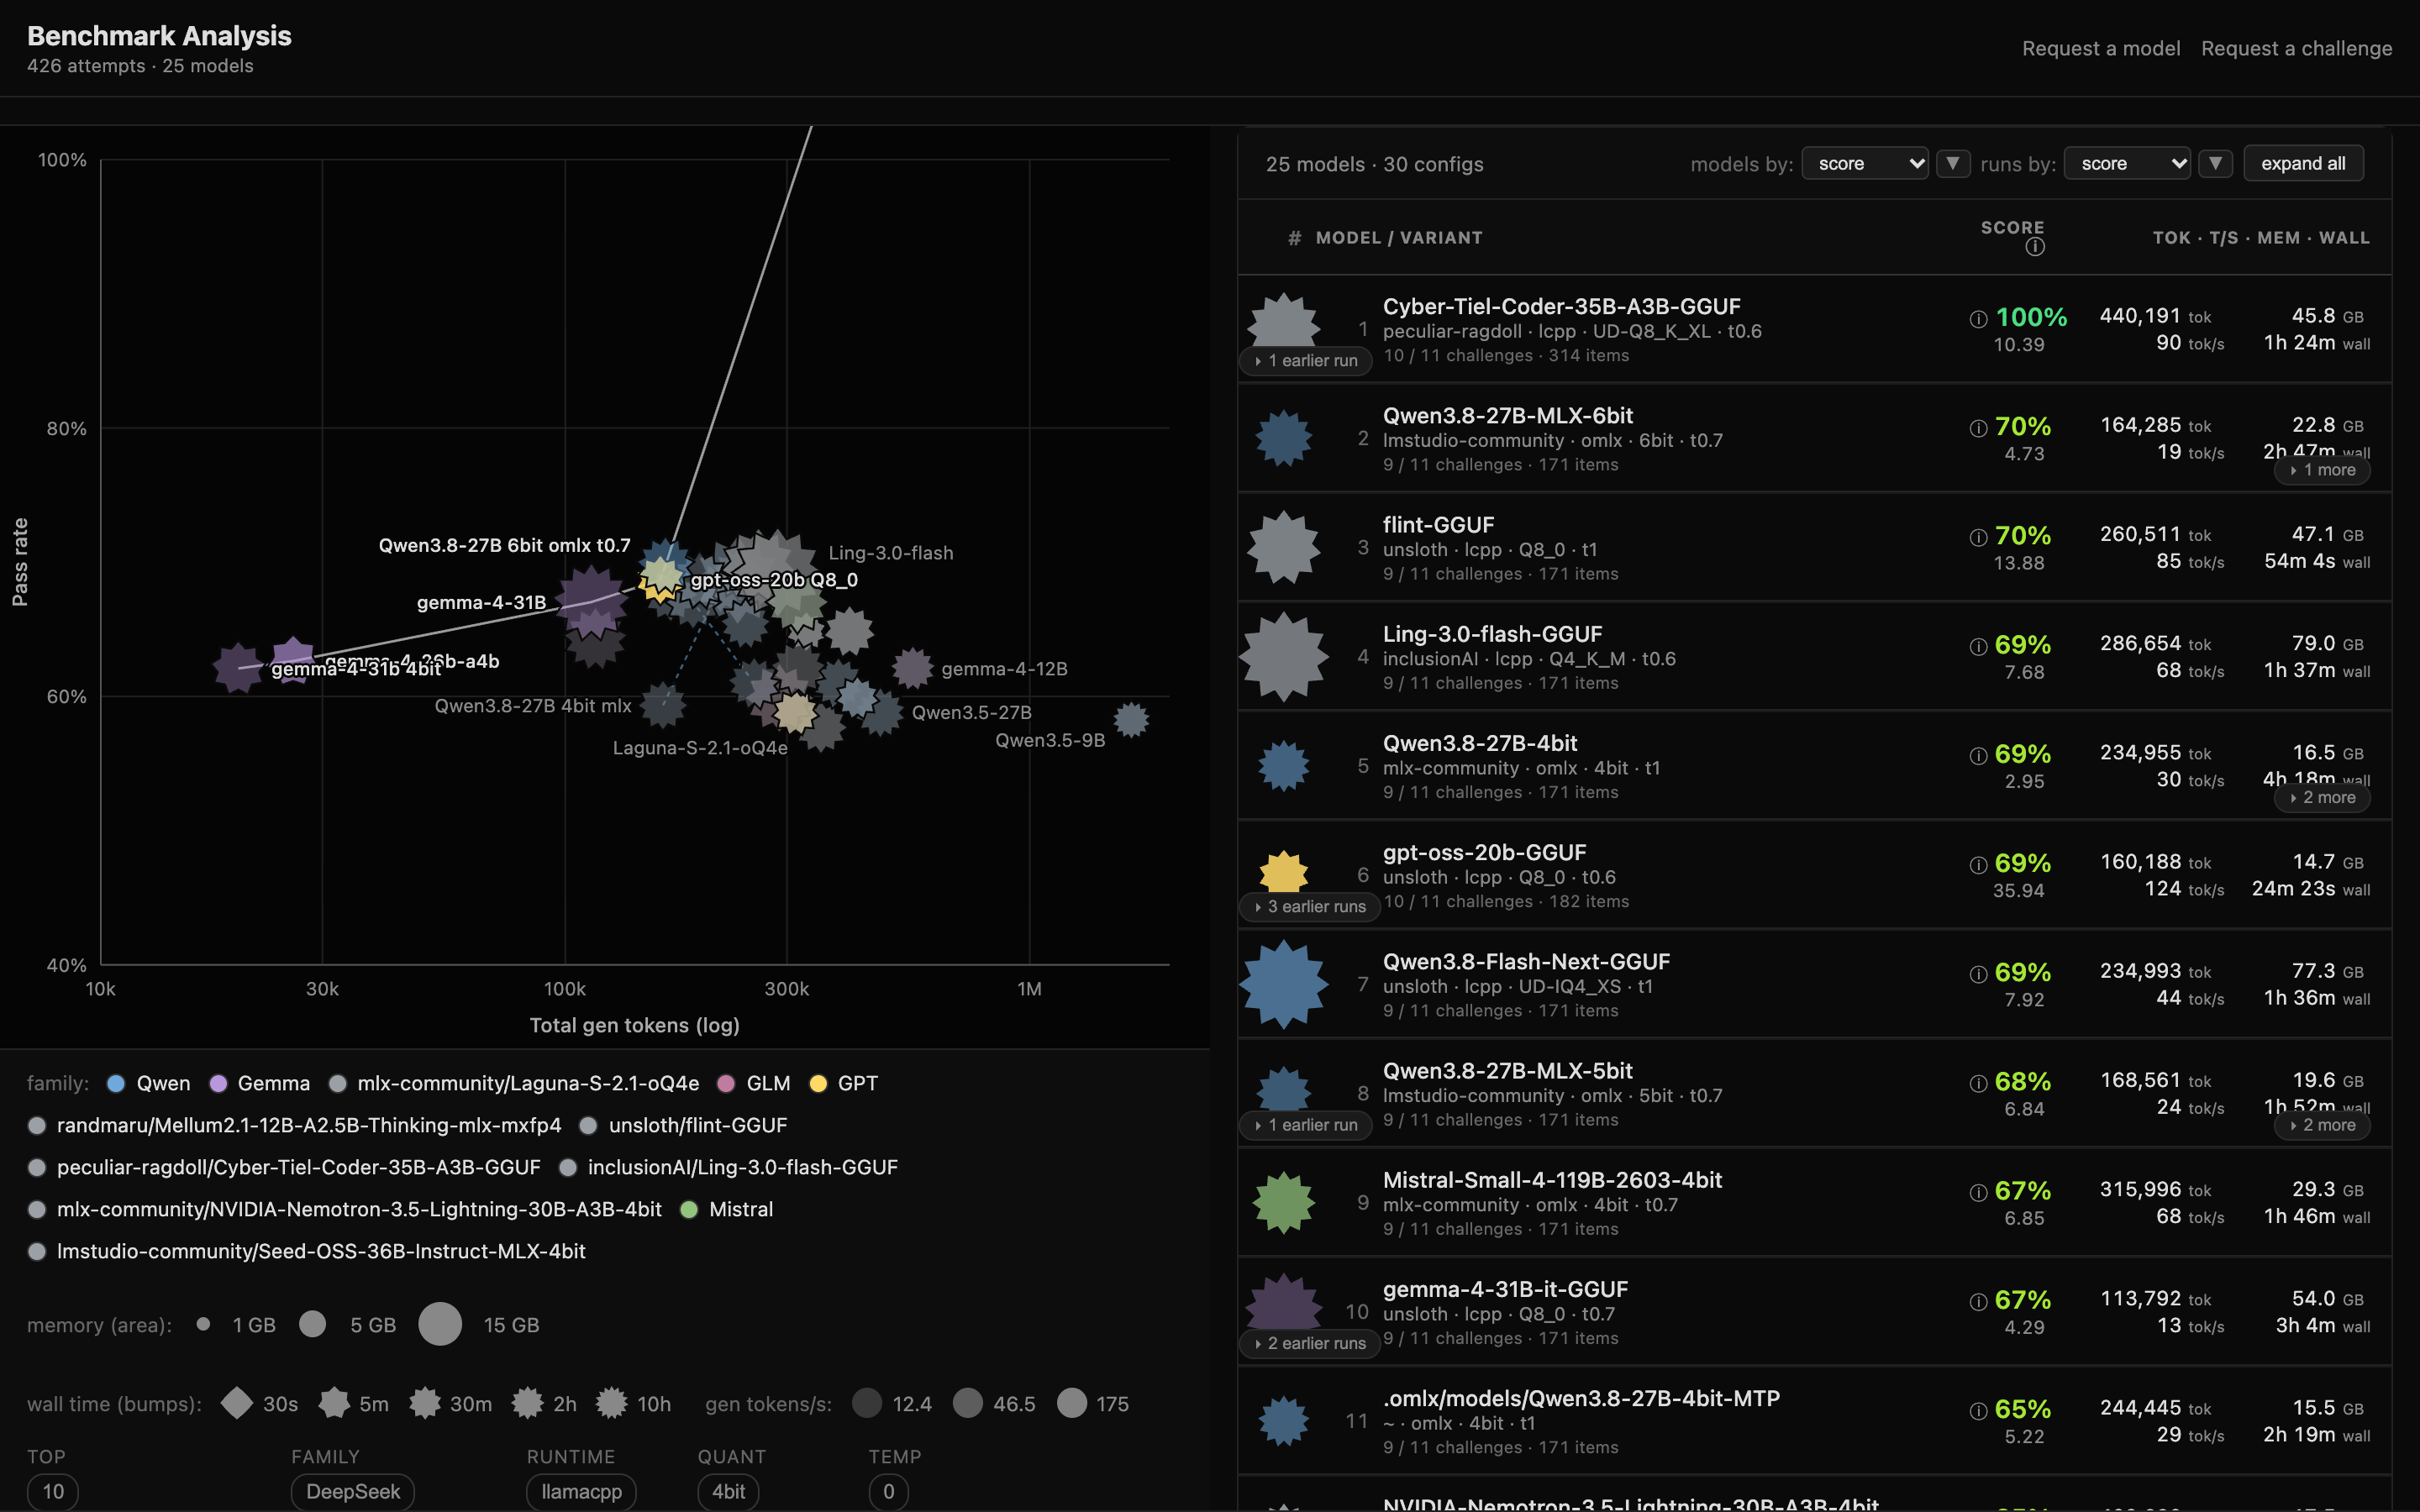 Benchmark Analysis
426 attempts · 25 models
Request a model
Request a challenge
100%
80%
60%
40%
Pass rate
10k
30k
100k
300k
1M
Total gen tokens (log)
Qwen3.8-27B 6bit omlx t0.7
Ling-3.0-flash
gpt-oss-20b Q8_0
gemma-4-31B
gemma-4-26b-a4b
gemma-4-31b 4bit
gemma-4-12B
Qwen3.8-27B 4bit mlx
Qwen3.5-27B
Qwen3.5-9B
Laguna-S-2.1-oQ4e
family: Qwen Gemma mlx-community/Laguna-S-2.1-oQ4e GLM GPT
randmaru/Mellum2.1-12B-A2.5B-Thinking-mlx-mxfp4 unsloth/flint-GGUF
peculiar-ragdoll/Cyber-Tiel-Coder-35B-A3B-GGUF inclusionAI/Ling-3.0-flash-GGUF
mlx-community/NVIDIA-Nemotron-3.5-Lightning-30B-A3B-4bit Mistral
lmstudio-community/Seed-OSS-36B-Instruct-MLX-4bit
memory (area): 1 GB 5 GB 15 GB
wall time (bumps): 30s 5m 30m 2h 10h gen tokens/s: 12.4 46.5 175
TOP FAMILY RUNTIME QUANT TEMP
10 DeepSeek llamacpp 4bit 0
25 models · 30 configs models by: score ▼ runs by: score ▼ expand all
# MODEL / VARIANT SCORE ⓘ TOK · T/S · MEM · WALL
1 Cyber-Tiel-Coder-35B-A3B-GGUF ⓘ 100% 440,191 tok 45.8 GB
peculiar-ragdoll · lcpp · UD-Q8_K_XL · t0.6 10.39 90 tok/s 1h 24m wall
1 earlier run 10 / 11 challenges · 314 items
2 Qwen3.8-27B-MLX-6bit ⓘ 70% 164,285 tok 22.8 GB
lmstudio-community · omlx · 6bit · t0.7 4.73 19 tok/s 2h 47m wall
9 / 11 challenges · 171 items 1 more
3 flint-GGUF ⓘ 70% 260,511 tok 47.1 GB
unsloth · lcpp · Q8_0 · t1 13.88 85 tok/s 54m 4s wall
9 / 11 challenges · 171 items
4 Ling-3.0-flash-GGUF ⓘ 69% 286,654 tok 79.0 GB
inclusionAI · lcpp · Q4_K_M · t0.6 7.68 68 tok/s 1h 37m wall
9 / 11 challenges · 171 items
5 Qwen3.8-27B-4bit ⓘ 69% 234,955 tok 16.5 GB
mlx-community · omlx · 4bit · t1 2.95 30 tok/s 4h 18m wall
9 / 11 challenges · 171 items 2 more
6 gpt-oss-20b-GGUF ⓘ 69% 160,188 tok 14.7 GB
unsloth · lcpp · Q8_0 · t0.6 35.94 124 tok/s 24m 23s wall
3 earlier runs 10 / 11 challenges · 182 items
7 Qwen3.8-Flash-Next-GGUF ⓘ 69% 234,993 tok 77.3 GB
unsloth · lcpp · UD-IQ4_XS · t1 7.92 44 tok/s 1h 36m wall
9 / 11 challenges · 171 items
8 Qwen3.8-27B-MLX-5bit ⓘ 68% 168,561 tok 19.6 GB
lmstudio-community · omlx · 5bit · t0.7 6.84 24 tok/s 1h 52m wall
1 earlier run 9 / 11 challenges · 171 items 2 more
9 Mistral-Small-4-119B-2603-4bit ⓘ 67% 315,996 tok 29.3 GB
mlx-community · omlx · 4bit · t0.7 6.85 68 tok/s 1h 46m wall
9 / 11 challenges · 171 items
10 gemma-4-31B-it-GGUF ⓘ 67% 113,792 tok 54.0 GB
unsloth · lcpp · Q8_0 · t0.7 4.29 13 tok/s 3h 4m wall
2 earlier runs 9 / 11 challenges · 171 items
11 .omlx/models/Qwen3.8-27B-4bit-MTP ⓘ 65% 244,445 tok 15.5 GB
~ · omlx · 4bit · t1 5.22 29 tok/s 2h 19m wall
9 / 11 challenges · 171 items
NVIDIA-Nemotron-3.5-Lightning-30B-A3B-4bit